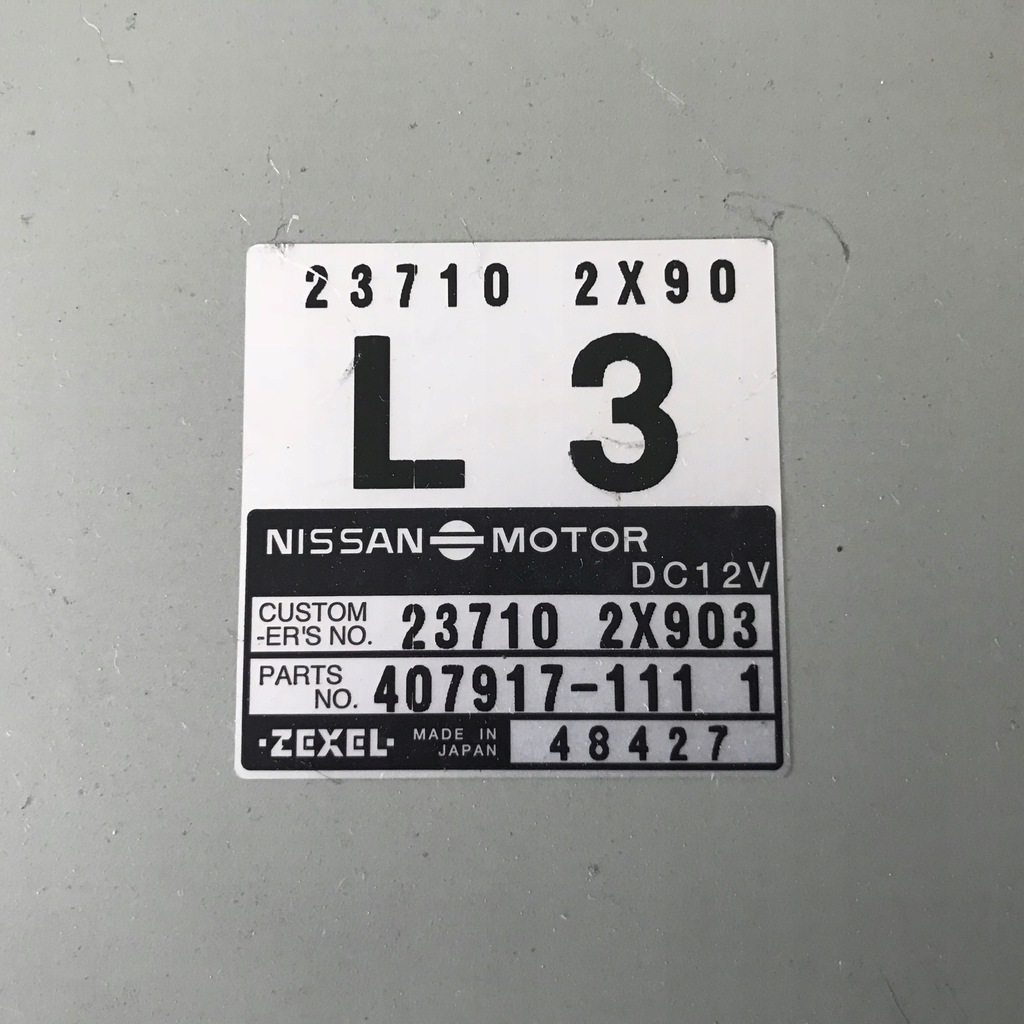 23710 2X90
L 3
NISSAN MOTOR
DC12V
CUSTOM
-ER'S NO. 23710 2X903
PARTS
NO. 407917-111 1
·ZEXEL· MADE IN
JAPAN 48427